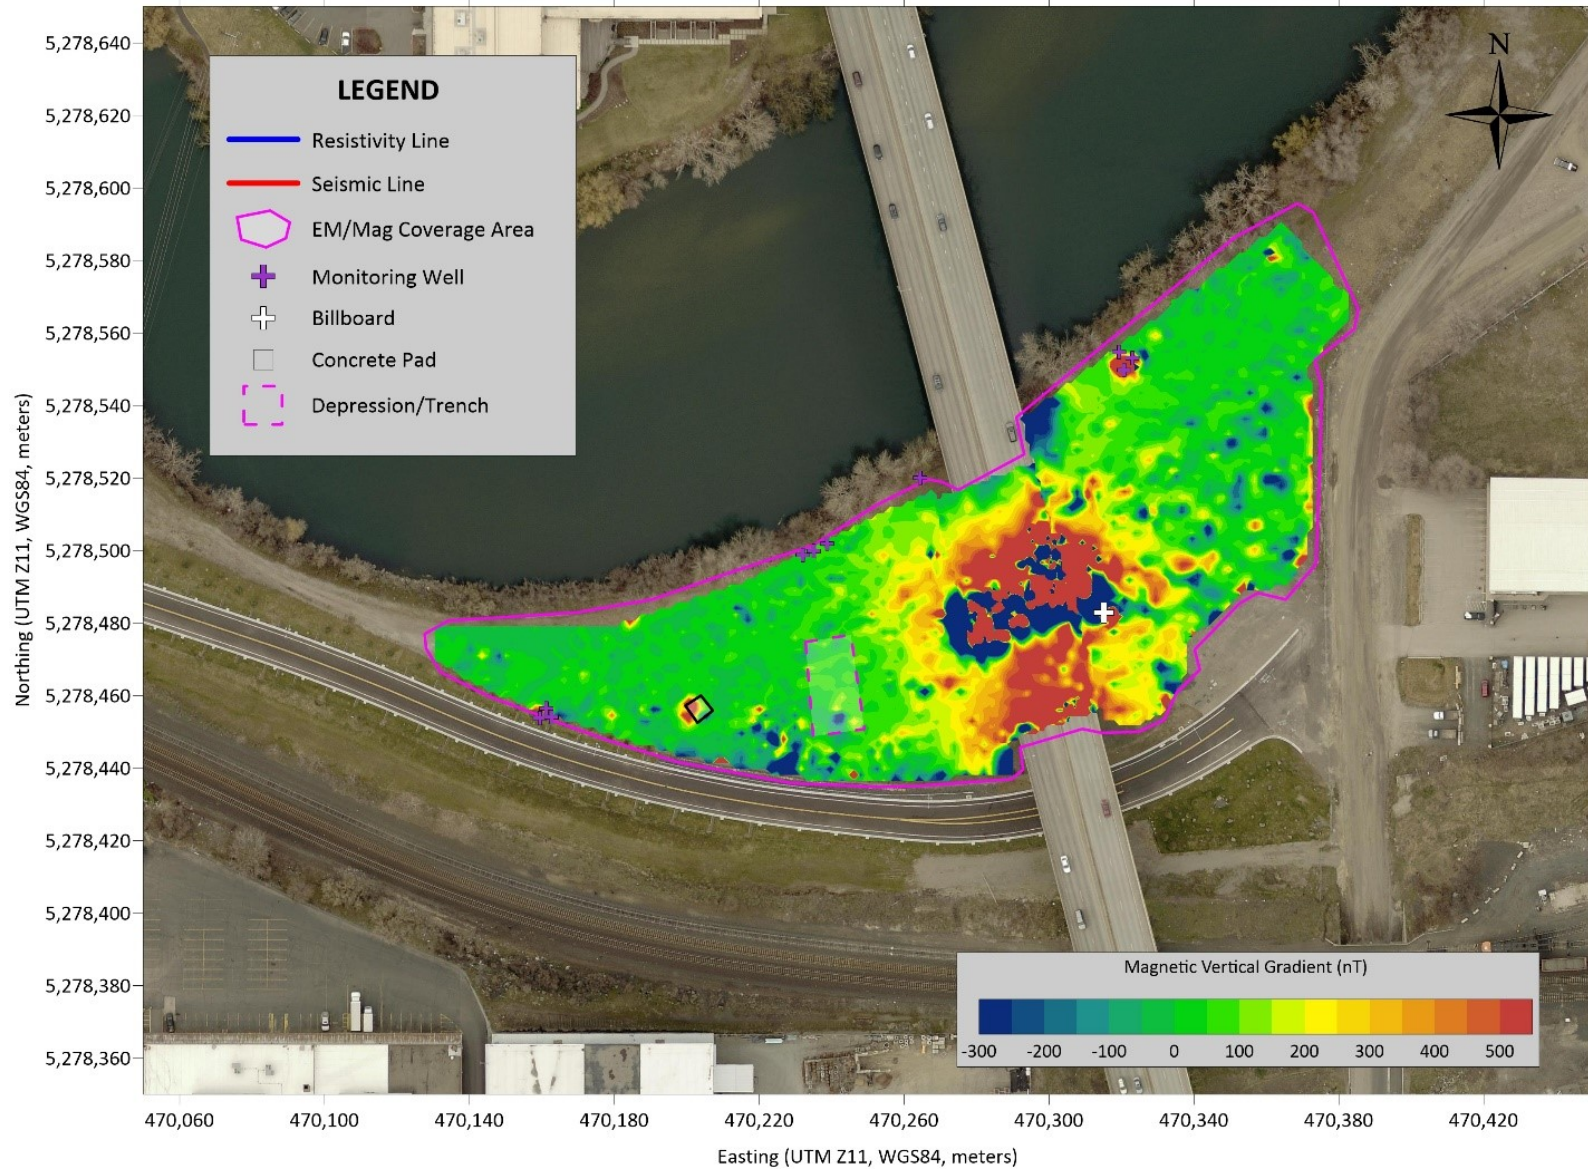 LEGEND
Resistivity Line
Seismic Line
EM/Mag Coverage Area
Monitoring Well
Billboard
Concrete Pad
Depression/Trench
N
5,278,640
5,278,620
5,278,600
5,278,580
5,278,560
5,278,540
5,278,520
5,278,500
5,278,480
5,278,460
5,278,440
5,278,420
5,278,400
5,278,380
5,278,360
Northing (UTM Z11, WGS84, meters)
Magnetic Vertical Gradient (nT)
-300 -200 -100 0 100 200 300 400 500
470,060 470,100 470,140 470,180 470,220 470,260 470,300 470,340 470,380 470,420
Easting (UTM Z11, WGS84, meters)